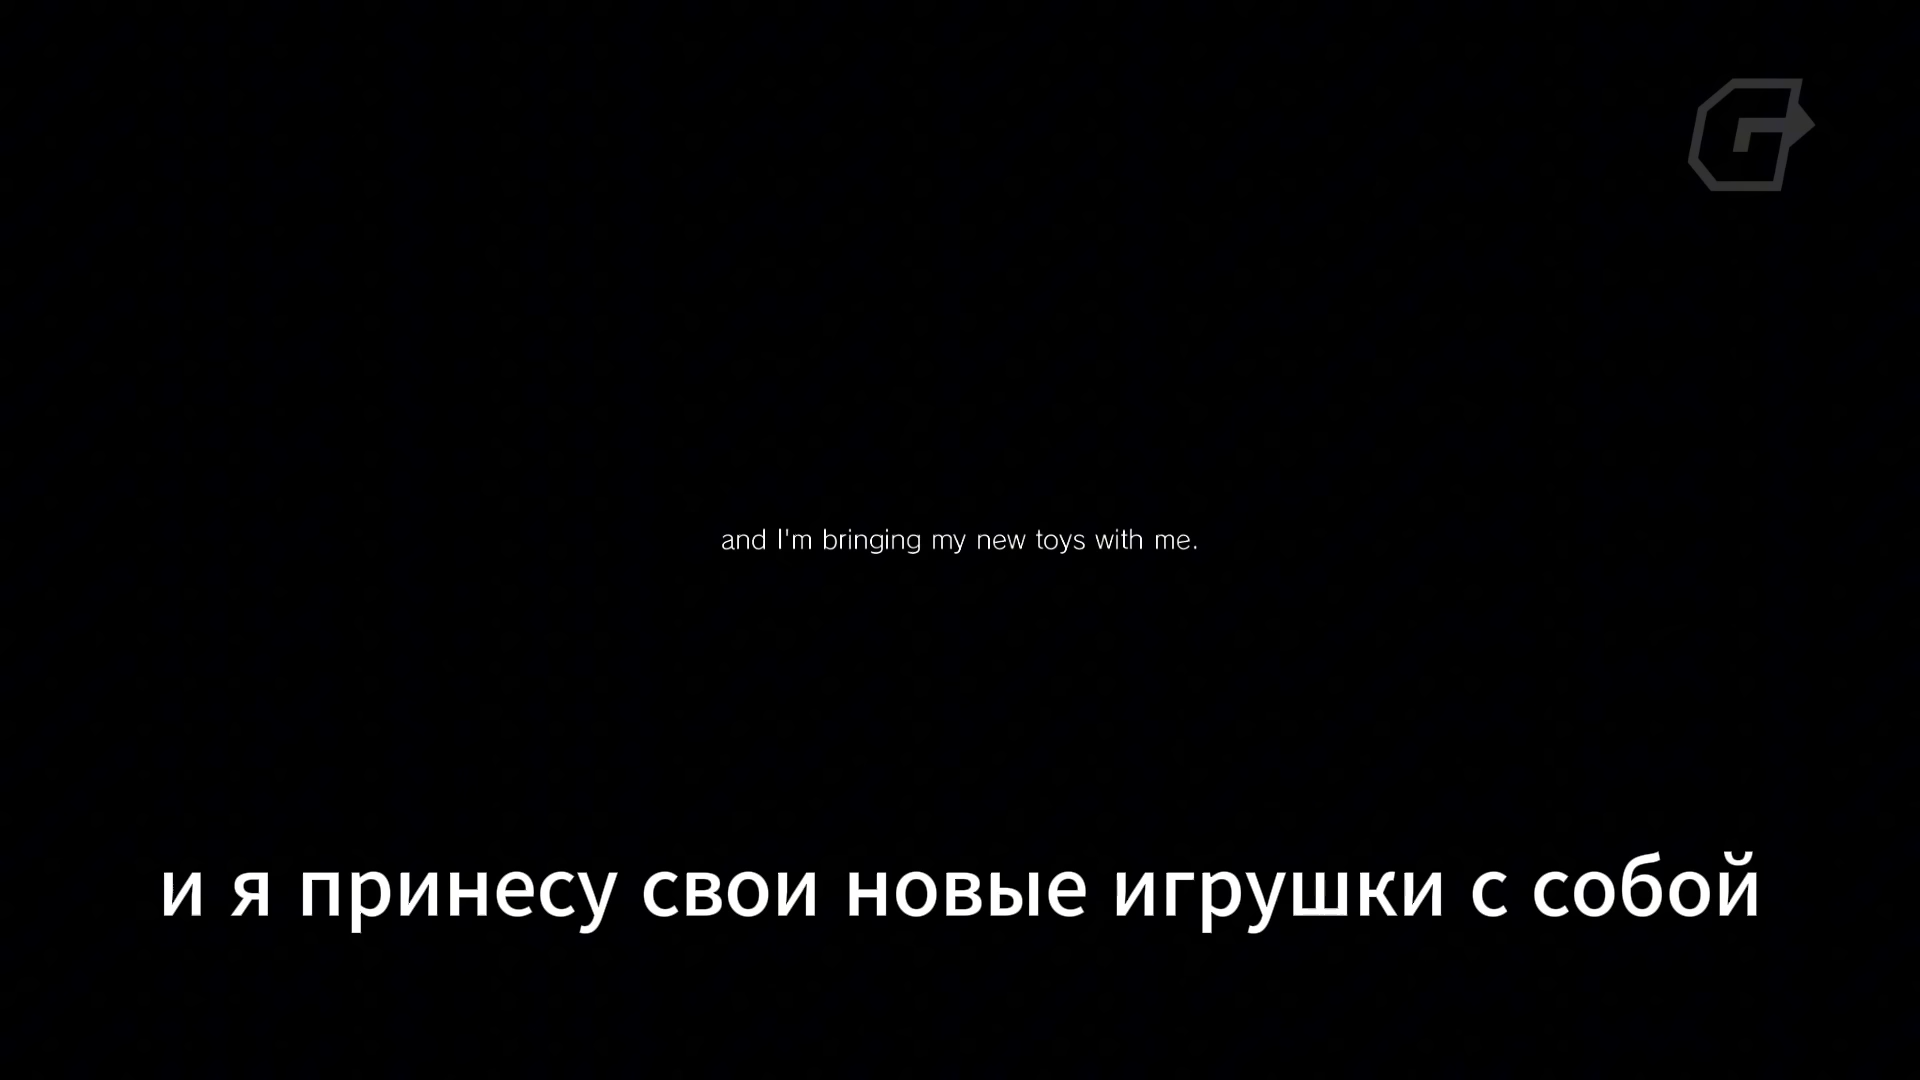 and I'm bringing my new toys with me.
и я принесу свои новые игрушки с собой